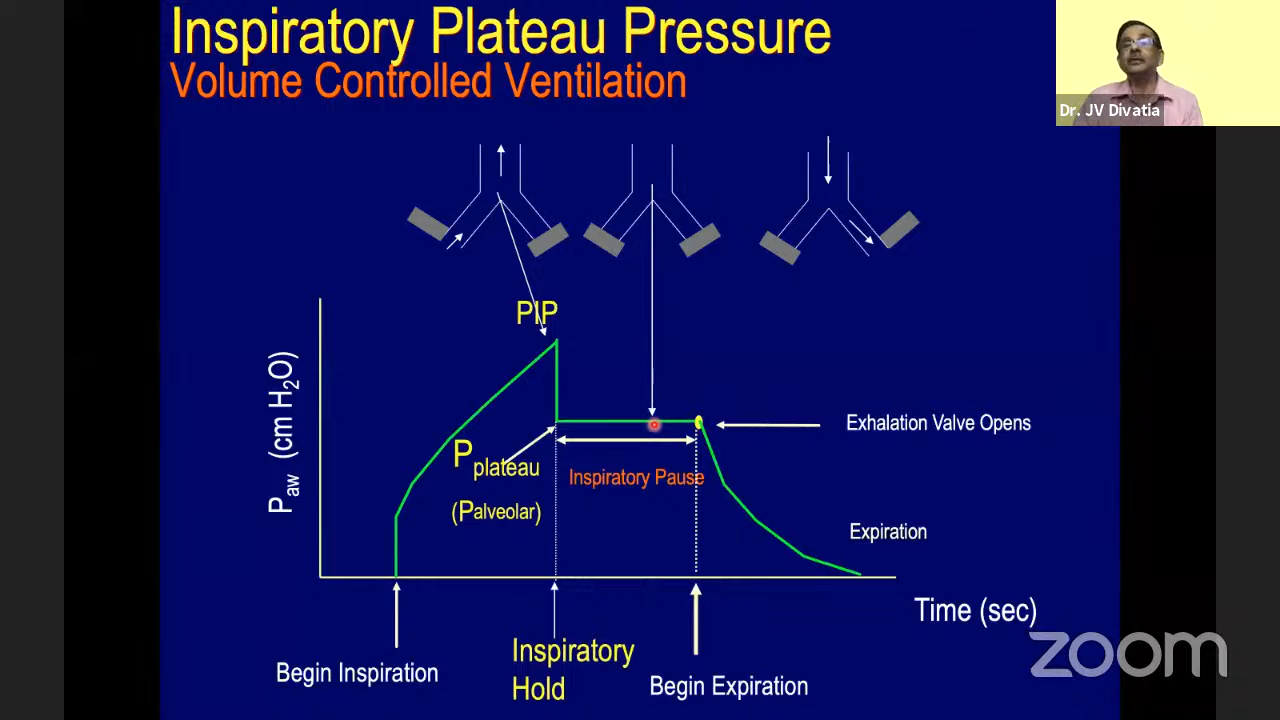 Inspiratory Plateau Pressure
Volume Controlled Ventilation
Dr. JV Divatia
PIP
Paw (cm H2O)
Exhalation Valve Opens
Pplateau
Inspiratory Pause
(Palveolar)
Expiration
Time (sec)
Begin Inspiration
Inspiratory
Hold
Begin Expiration
zoom